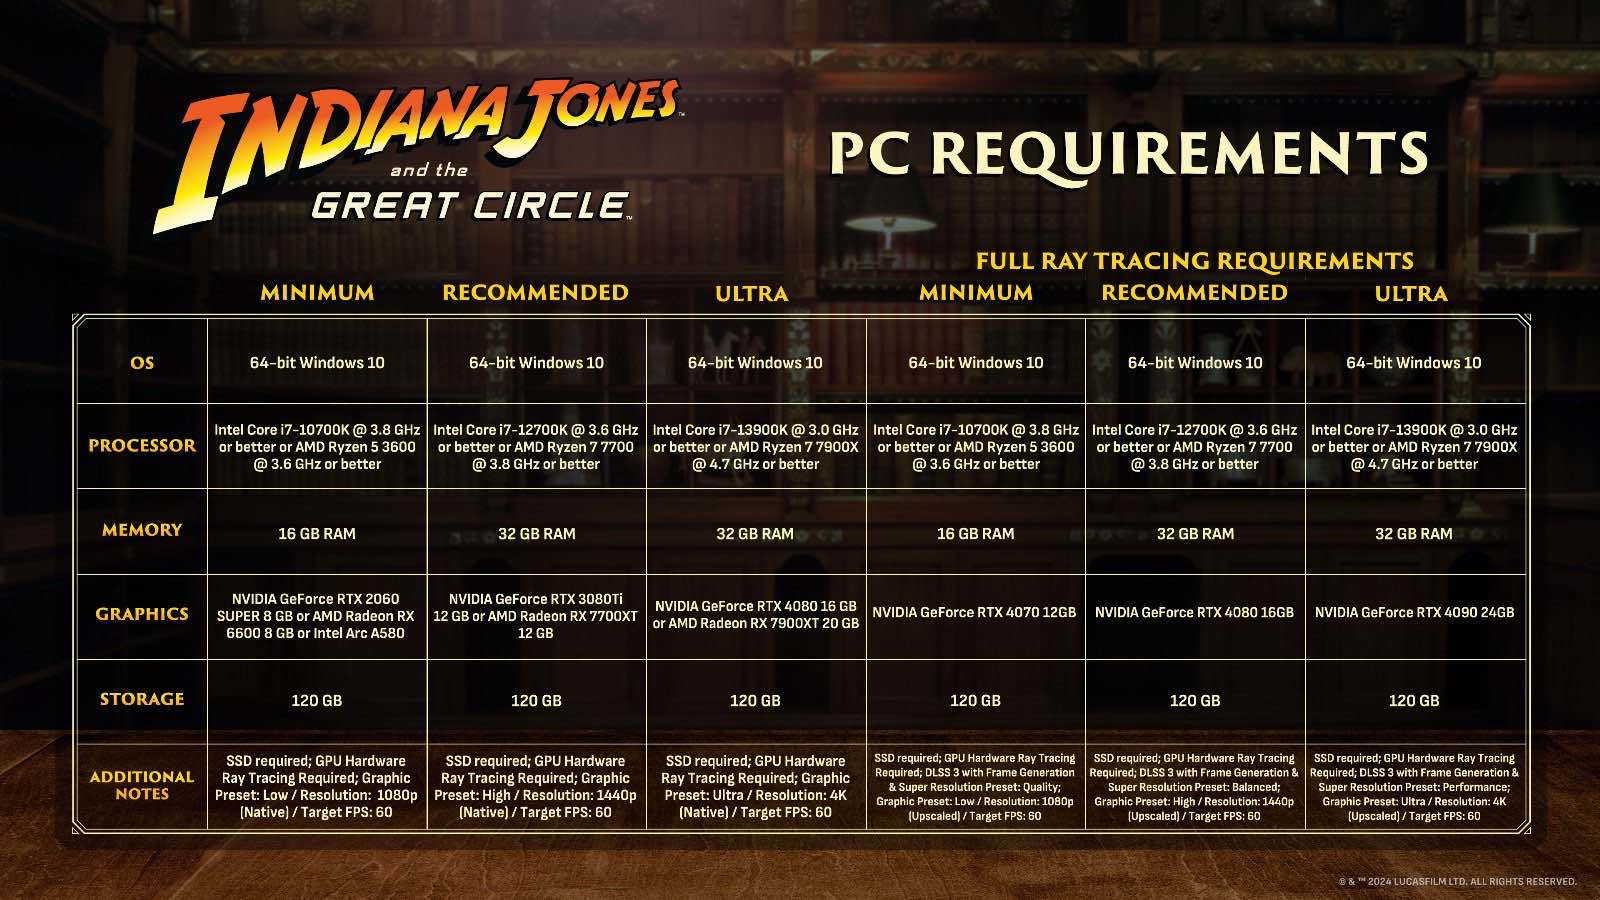 INDIANA JONES™
and the
GREAT CIRCLE™
PC REQUIREMENTS
FULL RAY TRACING REQUIREMENTS
MINIMUM RECOMMENDED ULTRA MINIMUM RECOMMENDED ULTRA
OS
64-bit Windows 10
64-bit Windows 10
64-bit Windows 10
64-bit Windows 10
64-bit Windows 10
64-bit Windows 10
PROCESSOR
Intel Core i7-10700K @ 3.8 GHz
or better or AMD Ryzen 5 3600
@ 3.6 GHz or better
Intel Core i7-12700K @ 3.6 GHz
or better or AMD Ryzen 7 7700
@ 3.8 GHz or better
Intel Core i7-13900K @ 3.0 GHz
or better or AMD Ryzen 7 7900X
@ 4.7 GHz or better
Intel Core i7-10700K @ 3.8 GHz
or better or AMD Ryzen 5 3600
@ 3.6 GHz or better
Intel Core i7-12700K @ 3.6 GHz
or better or AMD Ryzen 7 7700
@ 3.8 GHz or better
Intel Core i7-13900K @ 3.0 GHz
or better or AMD Ryzen 7 7900X
@ 4.7 GHz or better
MEMORY
16 GB RAM
32 GB RAM
32 GB RAM
16 GB RAM
32 GB RAM
32 GB RAM
GRAPHICS
NVIDIA GeForce RTX 2060
SUPER 8 GB or AMD Radeon RX
6600 8 GB or Intel Arc A580
NVIDIA GeForce RTX 3080Ti
12 GB or AMD Radeon RX 7700XT
12 GB
NVIDIA GeForce RTX 4080 16 GB
or AMD Radeon RX 7900XT 20 GB
NVIDIA GeForce RTX 4070 12GB
NVIDIA GeForce RTX 4080 16GB
NVIDIA GeForce RTX 4090 24GB
STORAGE
120 GB
120 GB
120 GB
120 GB
120 GB
120 GB
ADDITIONAL
NOTES
SSD required; GPU Hardware
Ray Tracing Required; Graphic
Preset: Low / Resolution: 1080p
(Native) / Target FPS: 60
SSD required; GPU Hardware
Ray Tracing Required; Graphic
Preset: High / Resolution: 1440p
(Native) / Target FPS: 60
SSD required; GPU Hardware
Ray Tracing Required; Graphic
Preset: Ultra / Resolution: 4K
(Native) / Target FPS: 60
SSD required; GPU Hardware Ray Tracing
Required; DLSS 3 with Frame Generation
& Super Resolution Preset: Quality;
Graphic Preset: Low / Resolution: 1080p
(Upscaled) / Target FPS: 60
SSD required; GPU Hardware Ray Tracing
Required; DLSS 3 with Frame Generation &
Super Resolution Preset: Balanced;
Graphic Preset: High / Resolution: 1440p
(Upscaled) / Target FPS: 60
SSD required; GPU Hardware Ray Tracing
Required; DLSS 3 with Frame Generation &
Super Resolution Preset: Performance;
Graphic Preset: Ultra / Resolution: 4K
(Upscaled) / Target FPS: 60
© & ™ 2024 LUCASFILM LTD. ALL RIGHTS RESERVED.